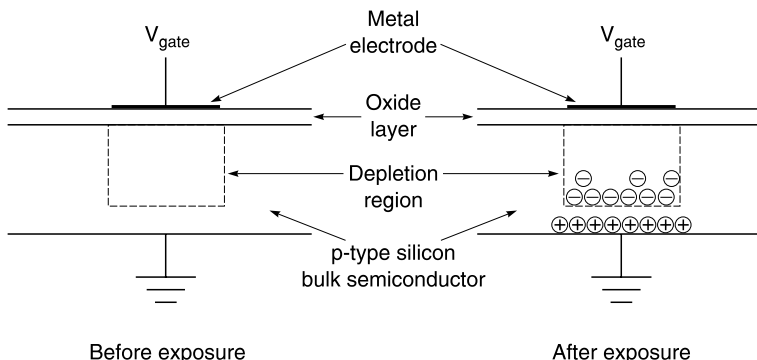 Metal
electrode
V_gate
V_gate
Oxide
layer
Depletion
region
p-type silicon
bulk semiconductor
Before exposure
After exposure